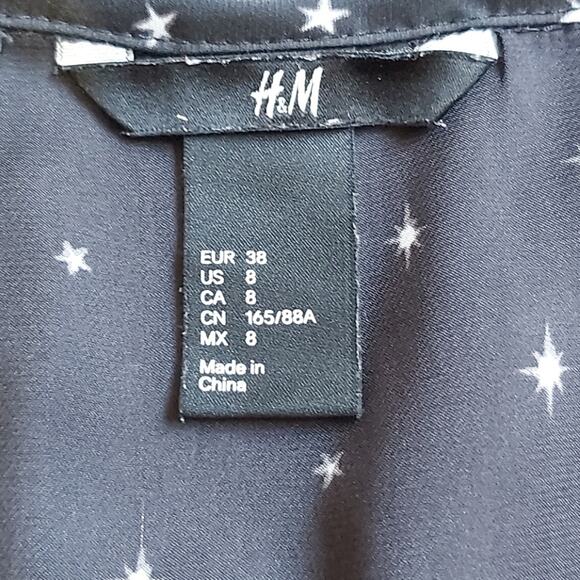 H&M
EUR 38
US 8
CA 8
CN 165/88A
MX 8
Made in
China